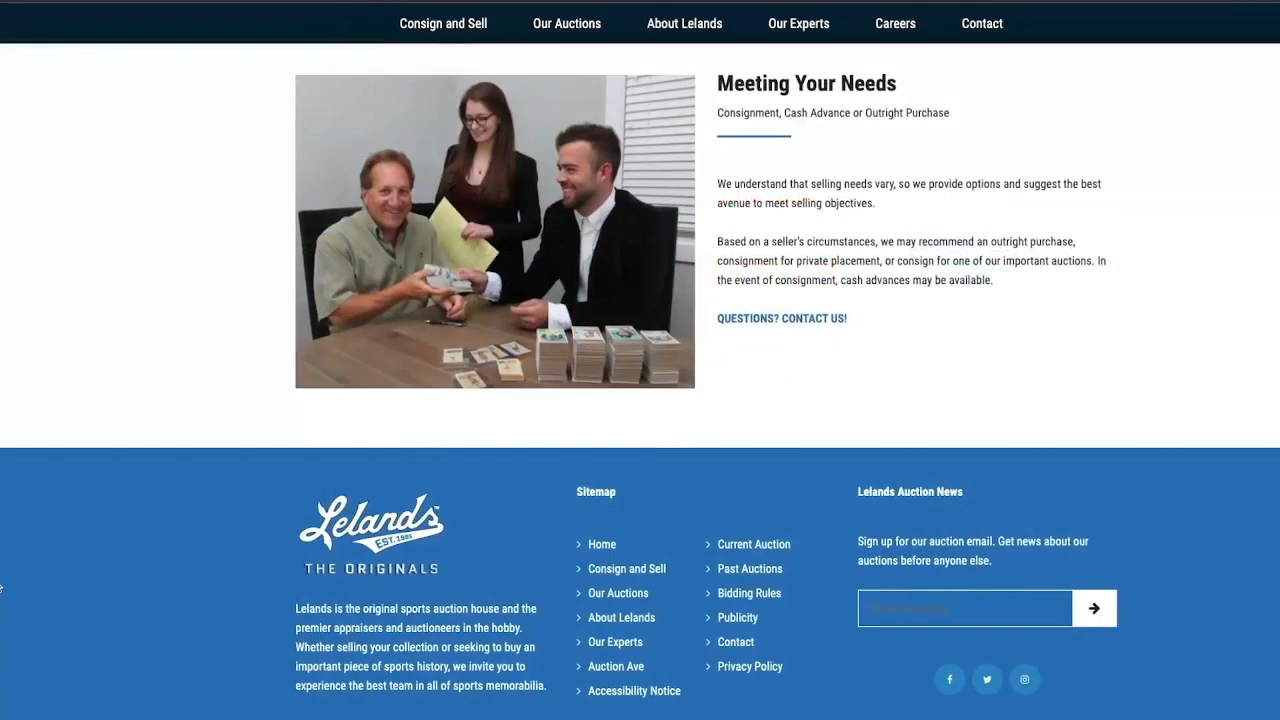 Consign and Sell
Our Auctions
About Lelands
Our Experts
Careers
Contact
Meeting Your Needs
Consignment, Cash Advance or Outright Purchase
We understand that selling needs vary, so we provide options and suggest the best
avenue to meet selling objectives.
Based on a seller's circumstances, we may recommend an outright purchase,
consignment for private placement, or consign for one of our important auctions. In
the event of consignment, cash advances may be available.
QUESTIONS? CONTACT US!
Lelands
EST. 1985
THE ORIGINALS
Lelands is the original sports auction house and the
premier appraisers and auctioneers in the hobby.
Whether selling your collection or seeking to buy an
important piece of sports history, we invite you to
experience the best team in all of sports memorabilia.
Sitemap
Home
Consign and Sell
Our Auctions
About Lelands
Our Experts
Auction Ave
Accessibility Notice
Current Auction
Past Auctions
Bidding Rules
Publicity
Contact
Privacy Policy
Lelands Auction News
Sign up for our auction email. Get news about our
auctions before anyone else.